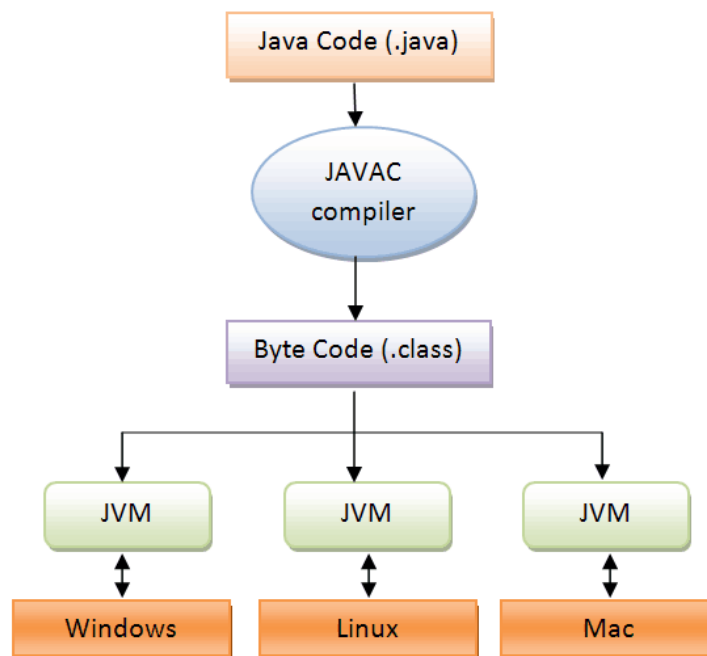 Java Code (.java)
JAVAC
compiler
Byte Code (.class)
JVM
JVM
JVM
Windows
Linux
Mac